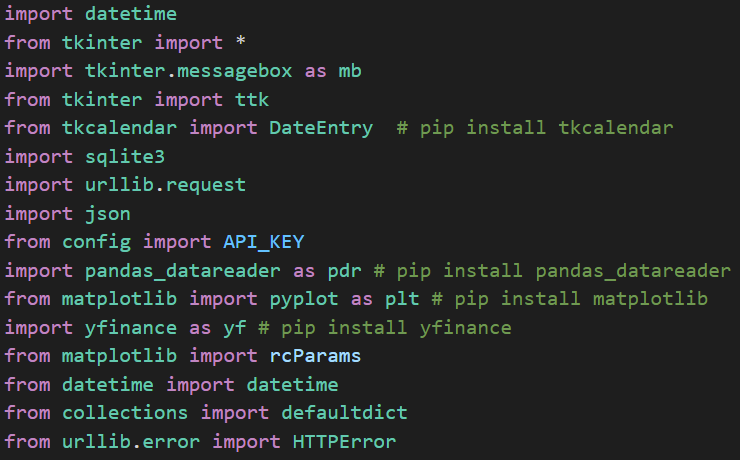 import datetime
from tkinter import *
import tkinter.messagebox as mb
from tkinter import ttk
from tkcalendar import DateEntry  # pip install tkcalendar
import sqlite3
import urllib.request
import json
from config import API_KEY
import pandas_datareader as pdr # pip install pandas_datareader
from matplotlib import pyplot as plt # pip install matplotlib
import yfinance as yf # pip install yfinance
from matplotlib import rcParams
from datetime import datetime
from collections import defaultdict
from urllib.error import HTTPError